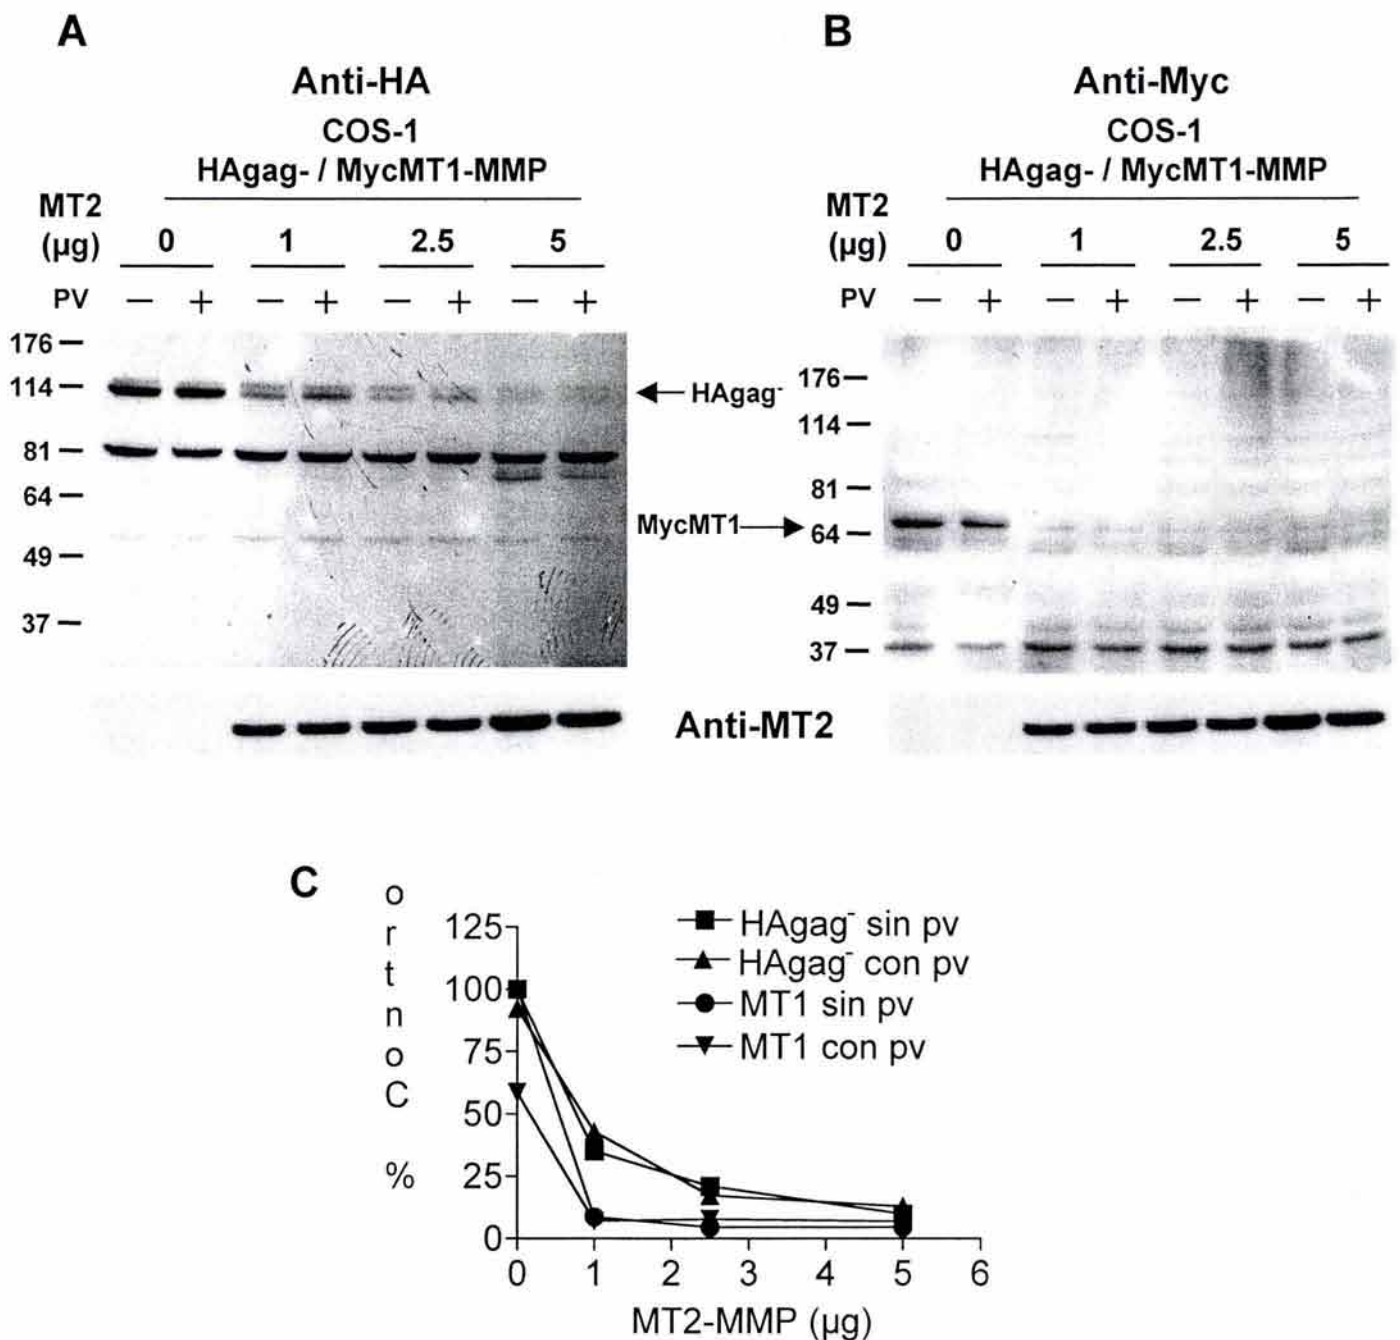 A
Anti-HA
COS-1
HAgag- / MycMT1-MMP
MT2
(µg) 0 1 2.5 5
PV — + — + — + — +
176
114
81
64
49
37
HAgag-
MycMT1
B
Anti-Myc
COS-1
HAgag- / MycMT1-MMP
MT2
(µg) 0 1 2.5 5
PV — + — + — + — +
176
114
81
64
49
37
Anti-MT2
C
o
r
t
n
o
C
%
125
100
75
50
25
0
0 1 2 3 4 5 6
MT2-MMP (µg)
HAgag- sin pv
HAgag- con pv
MT1 sin pv
MT1 con pv